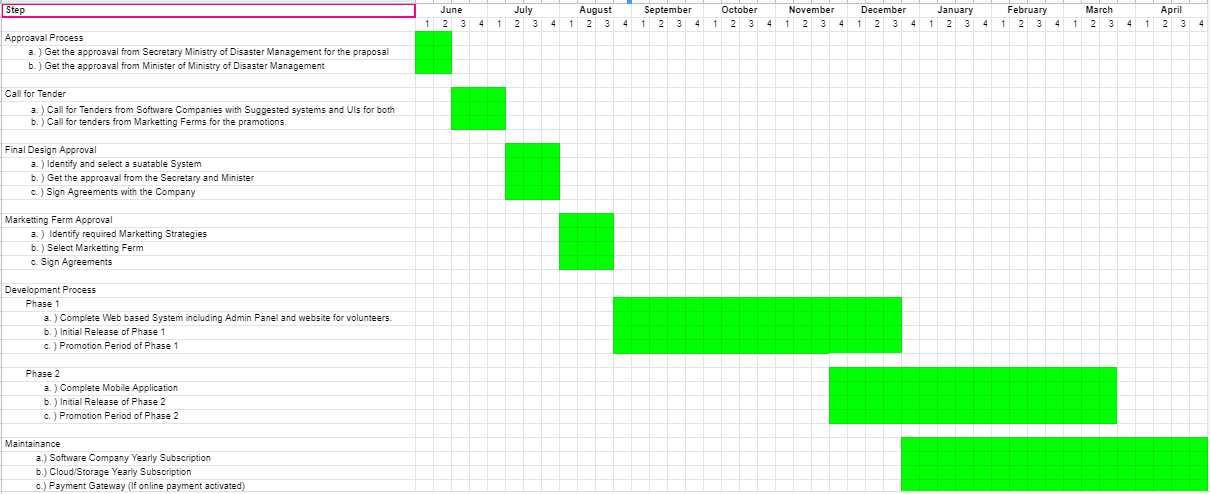 Step June July August September October November December January February March April
1 2 3 4 1 2 3 4 1 2 3 4 1 2 3 4 1 2 3 4 1 2 3 4 1 2 3 4 1 2 3 4 1 2 3 4 1 2 3 4 1 2 3 4
Approaval Process
a. ) Get the approaval from Secretary Ministry of Disaster Management for the praposal
b. ) Get the approaval from Minister of Ministry of Disaster Management
Call for Tender
a. ) Call for Tenders from Software Companies with Suggested systems and UIs for both
b. ) Call for tenders from Marketting Ferms for the pramotions.
Final Design Approval
a. ) Identify and select a suatable System
b. ) Get the approaval from the Secretary and Minister
c. ) Sign Agreements with the Company
Marketting Ferm Approval
a. ) Identify required Marketting Strategies
b. ) Select Marketting Ferm
c. Sign Agreements
Development Process
Phase 1
a. ) Complete Web based System including Admin Panel and website for volunteers.
b. ) Initial Release of Phase 1
c. ) Promotion Period of Phase 1
Phase 2
a. ) Complete Mobile Application
b. ) Initial Release of Phase 2
c. ) Promotion Period of Phase 2
Maintainance
a.) Software Company Yearly Subscription
b.) Cloud/Storage Yearly Subscription
c.) Payment Gateway (If online payment activated)